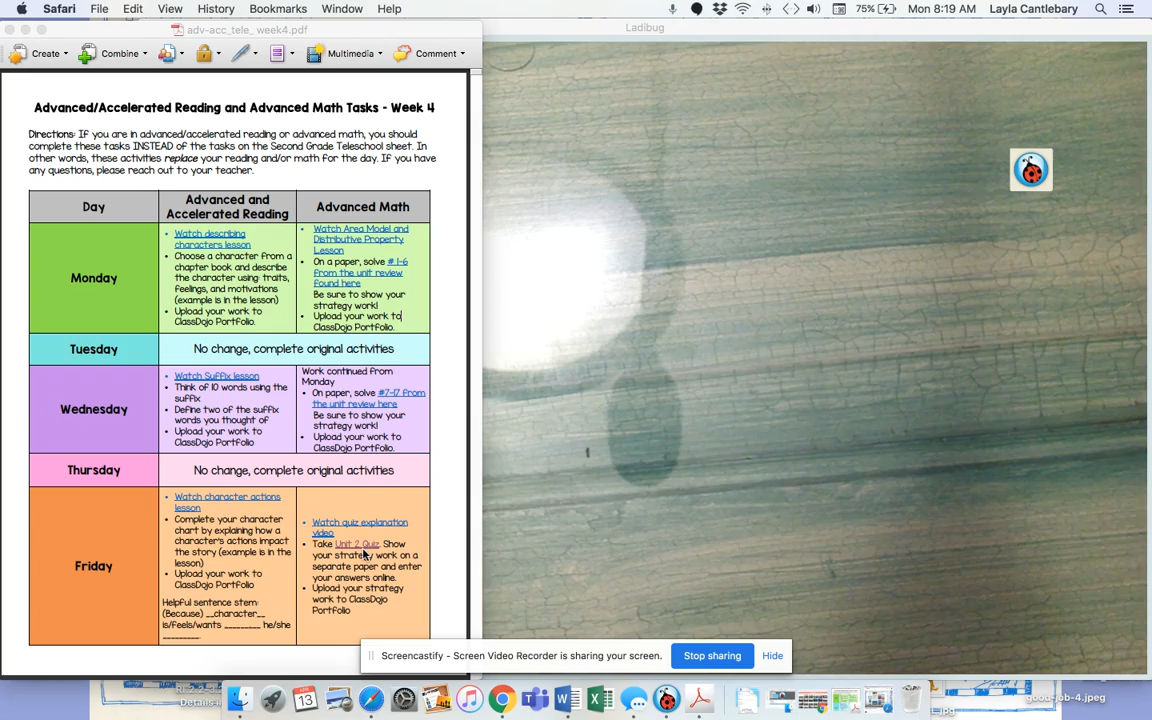 Safari File Edit View History Bookmarks Window Help 75% Mon 8:19 AM Layla Cantlebary
adv-acc_tele_ week4.pdf
Ladibug
Create Combine Multimedia Comment
Advanced/Accelerated Reading and Advanced Math Tasks - Week 4
Directions: If you are in advanced/accelerated reading or advanced math, you should
complete these tasks INSTEAD of the tasks on the Second Grade Teleschool sheet. In
other words, these activities replace your reading and/or math for the day. If you have
any questions, please reach out to your teacher.
Day
Advanced and
Accelerated Reading
Advanced Math
Monday
• Watch describing
characters lesson
• Choose a character from a
chapter book and describe
the character using: traits,
feelings, and motivations
(example is in the lesson)
• Upload your work to
ClassDojo Portfolio.
• Watch Area Model and
Distributive Property
Lesson
• On a paper, solve # 1-6
from the unit review
found here
Be sure to show your
strategy work!
• Upload your work to
ClassDojo Portfolio.
Tuesday
No change, complete original activities
Wednesday
• Watch Suffix lesson
• Think of 10 words using the
suffix
• Define two of the suffix
words you thought of
• Upload your work to
ClassDojo Portfolio
Work continued from
Monday
• On paper, solve #7-17 from
the unit review here
Be sure to show your
strategy work!
• Upload your work to
ClassDojo Portfolio.
Thursday
No change, complete original activities
Friday
• Watch character actions
lesson
• Complete your character
chart by explaining how a
character's actions impact
the story (example is in the
lesson)
• Upload your work to
ClassDojo Portfolio
Helpful sentence stem:
(Because) __character__
is/feels/wants ________ he/she
________.
• Watch quiz explanation
video
• Take Unit 2 Quiz. Show
your strategy work on a
separate paper and enter
your answers online.
• Upload your strategy
work to ClassDojo
Portfolio
Screencastify - Screen Video Recorder is sharing your screen. Stop sharing Hide
APR
13
good-job-4.jpeg